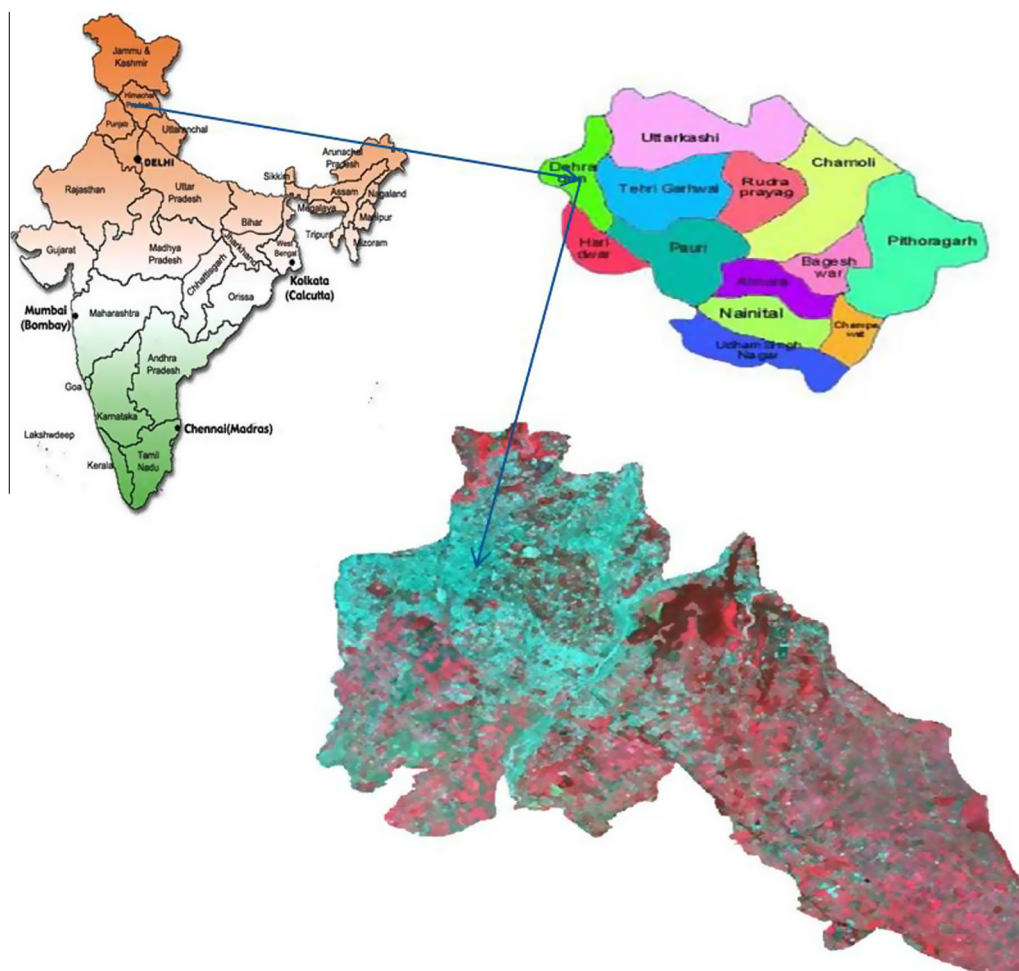 Jammu &
Kashmir
Himachal
Pradesh
Punjab
Uttaranchal
DELHI
Rajasthan
Uttar
Pradesh
Sikkim
Arunachal
Pradesh
Assam
Nagaland
Megalaya
Manipur
Tripura
Mizoram
Bihar
Jharkhand
West
Bengal
Gujarat
Madhya
Pradesh
Chhattisgarh
Orissa
Kolkata
(Calcutta)
Mumbai
(Bombay)
Maharashtra
Andhra
Pradesh
Goa
Karnataka
Chennai(Madras)
Lakshwdeep
Kerala
Tamil
Nadu
Uttarkashi
Dehra
dun
Tehri Garhwal
Rudra
prayag
Chamoli
Hari
dwar
Pauri
Pithoragarh
Bagesh
war
Almora
Nainital
Champa
wat
Udham Singh
Nagar